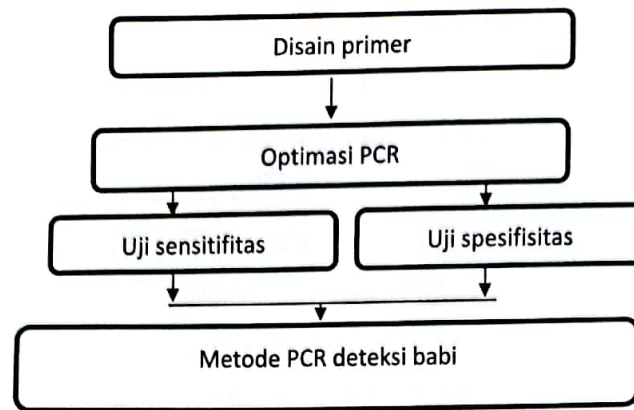 Disain primer
Optimasi PCR
Uji sensitifitas
Uji spesifisitas
Metode PCR deteksi babi